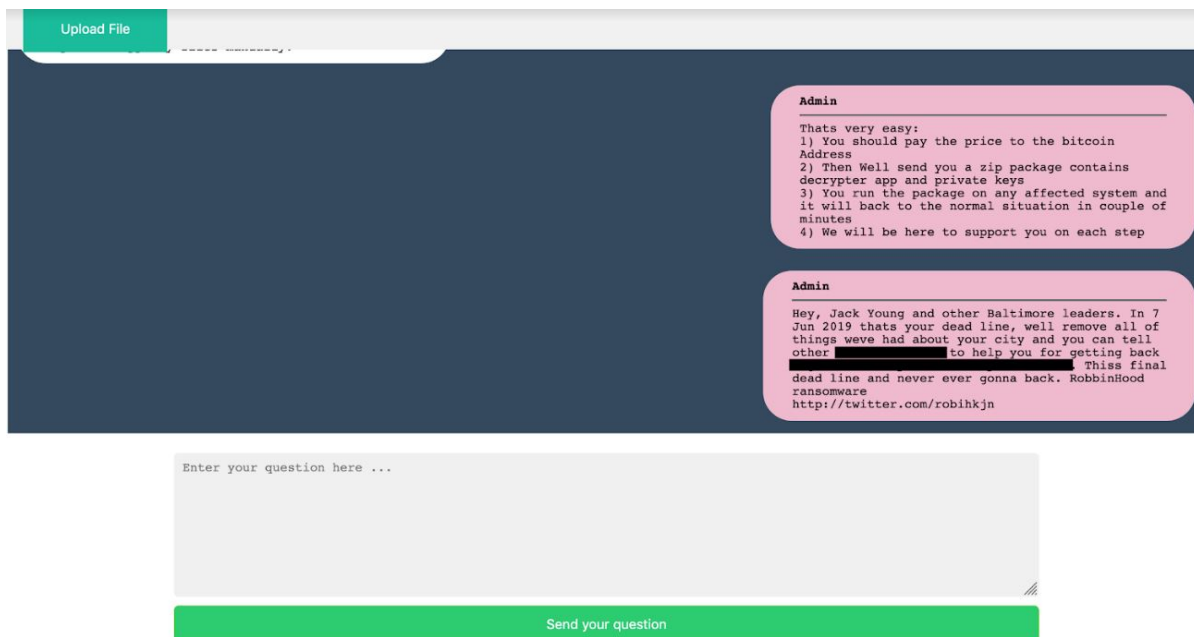 Upload File
Admin
Thats very easy:
1) You should pay the price to the bitcoin
Address
2) Then Well send you a zip package contains
decrypter app and private keys
3) You run the package on any affected system and
it will back to the normal situation in couple of
minutes
4) We will be here to support you on each step
Admin
Hey, Jack Young and other Baltimore leaders. In 7
Jun 2019 thats your dead line, well remove all of
things weve had about your city and you can tell
other to help you for getting back
. Thiss final
dead line and never ever gonna back. RobbinHood
ransomware
http://twitter.com/robihkjn
Enter your question here ...
Send your question